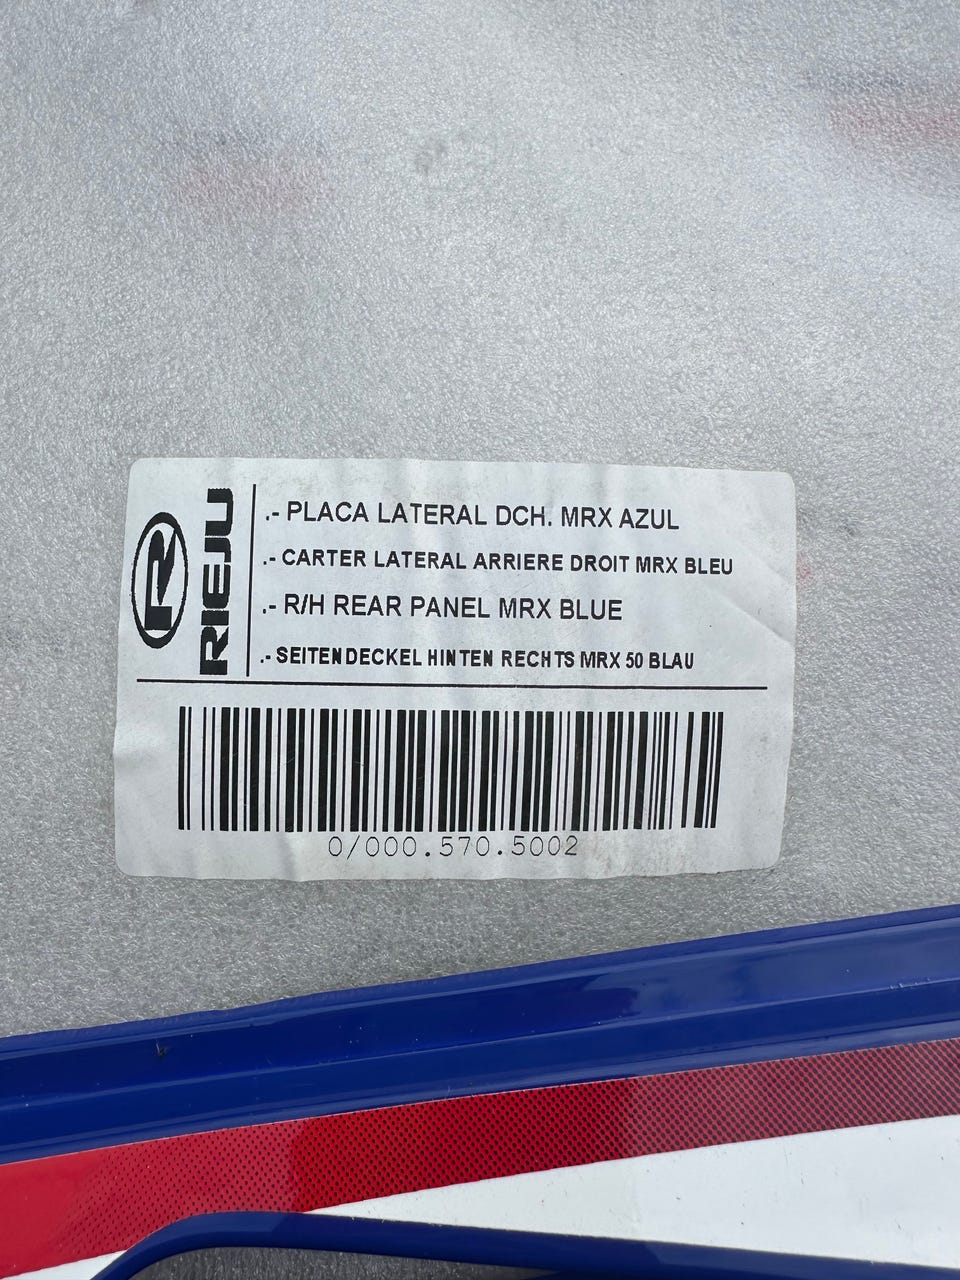 R RIEJU
.- PLACA LATERAL DCH. MRX AZUL
.- CARTER LATERAL ARRIERE DROIT MRX BLEU
.- R/H REAR PANEL MRX BLUE
.- SEITENDECKEL HINTEN RECHTS MRX 50 BLAU
0/000.570.5002